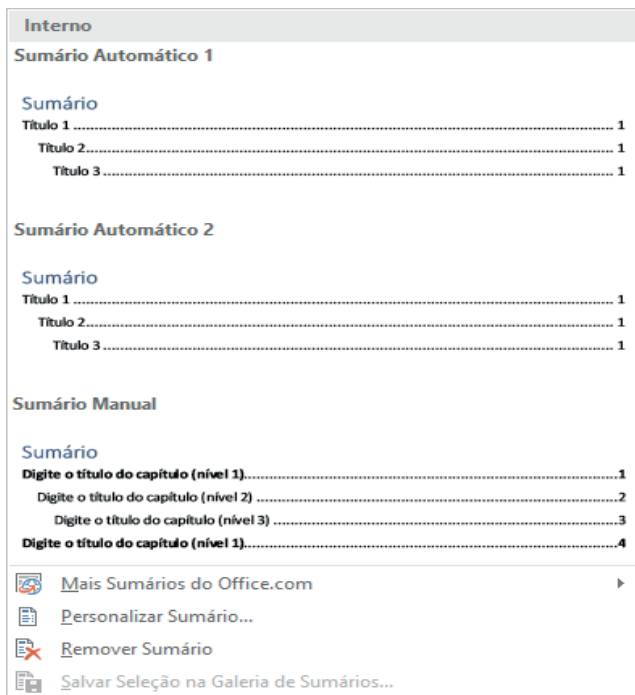 Interno
Sumário Automático 1
Sumário
Título 1 ........................................................................................................ 1
Título 2........................................................................................................ 1
Título 3 ........................................................................................................ 1
Sumário Automático 2
Sumário
Título 1 ........................................................................................................ 1
Título 2........................................................................................................ 1
Título 3 ........................................................................................................ 1
Sumário Manual
Sumário
Digite o título do capítulo (nível 1)........................................................................1
Digite o título do capítulo (nível 2) ........................................................................2
Digite o título do capítulo (nível 3) ........................................................................3
Digite o título do capítulo (nível 1)........................................................................4
Mais Sumários do Office.com
Personalizar Sumário...
Remover Sumário
Salvar Seleção na Galeria de Sumários...